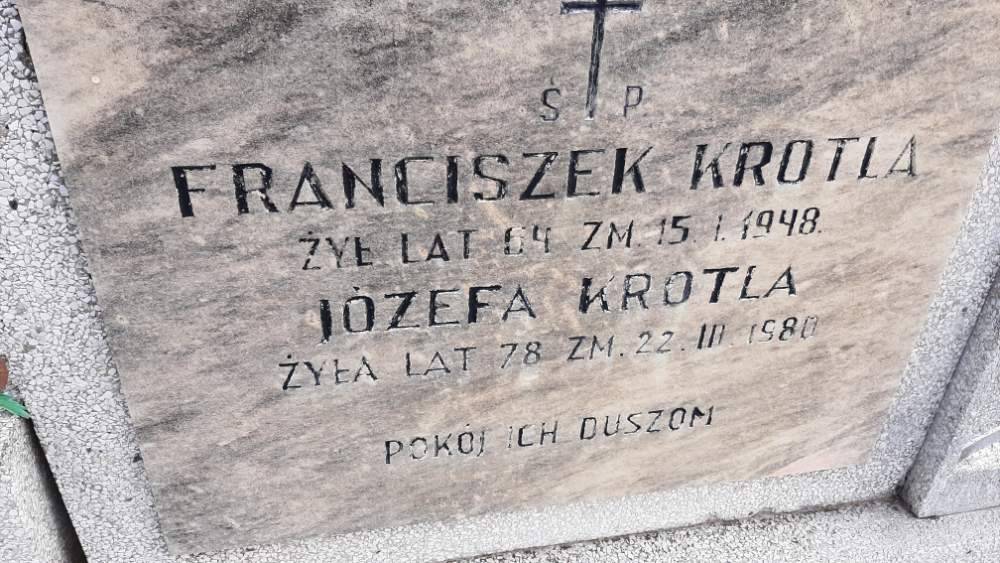 Ś P
FRANCISZEK KROTLA
ŻYŁ LAT 64 ZM. 15. I. 1948.
JÓZEFA KROTLA
ŻYŁA LAT 78 ZM. 22. III. 1980
POKÓJ ICH DUSZOM